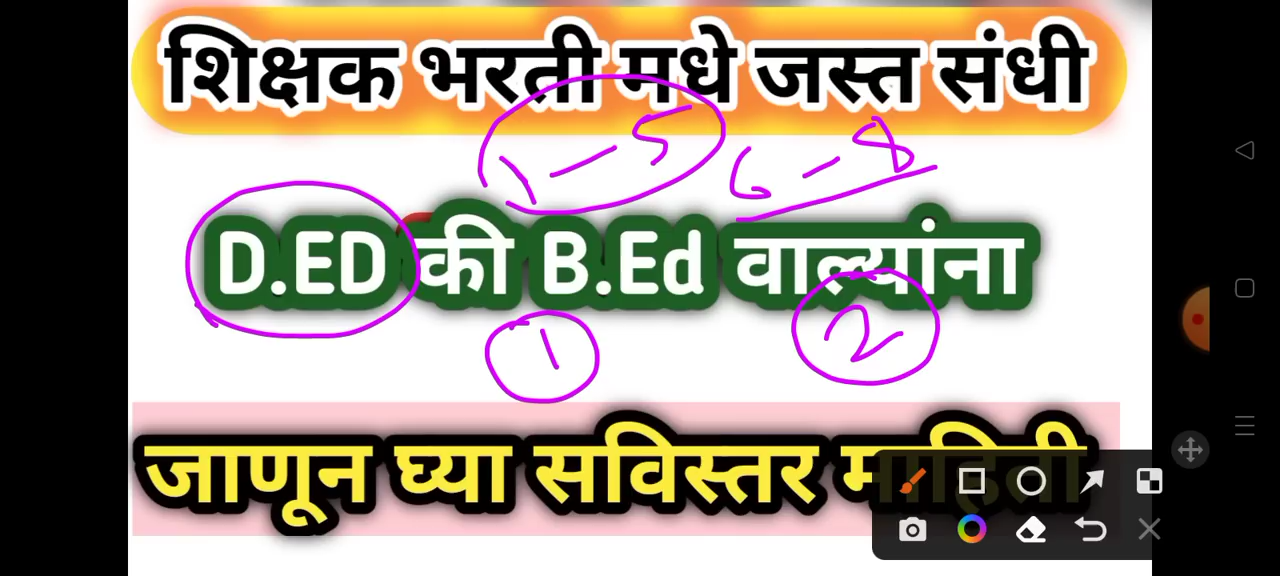 शिक्षक भरती मधे जस्त संधी
1 - 5 6 - 8
D.ED की B.Ed वाल्यांना
1 2
जाणून घ्या सविस्तर माहिती